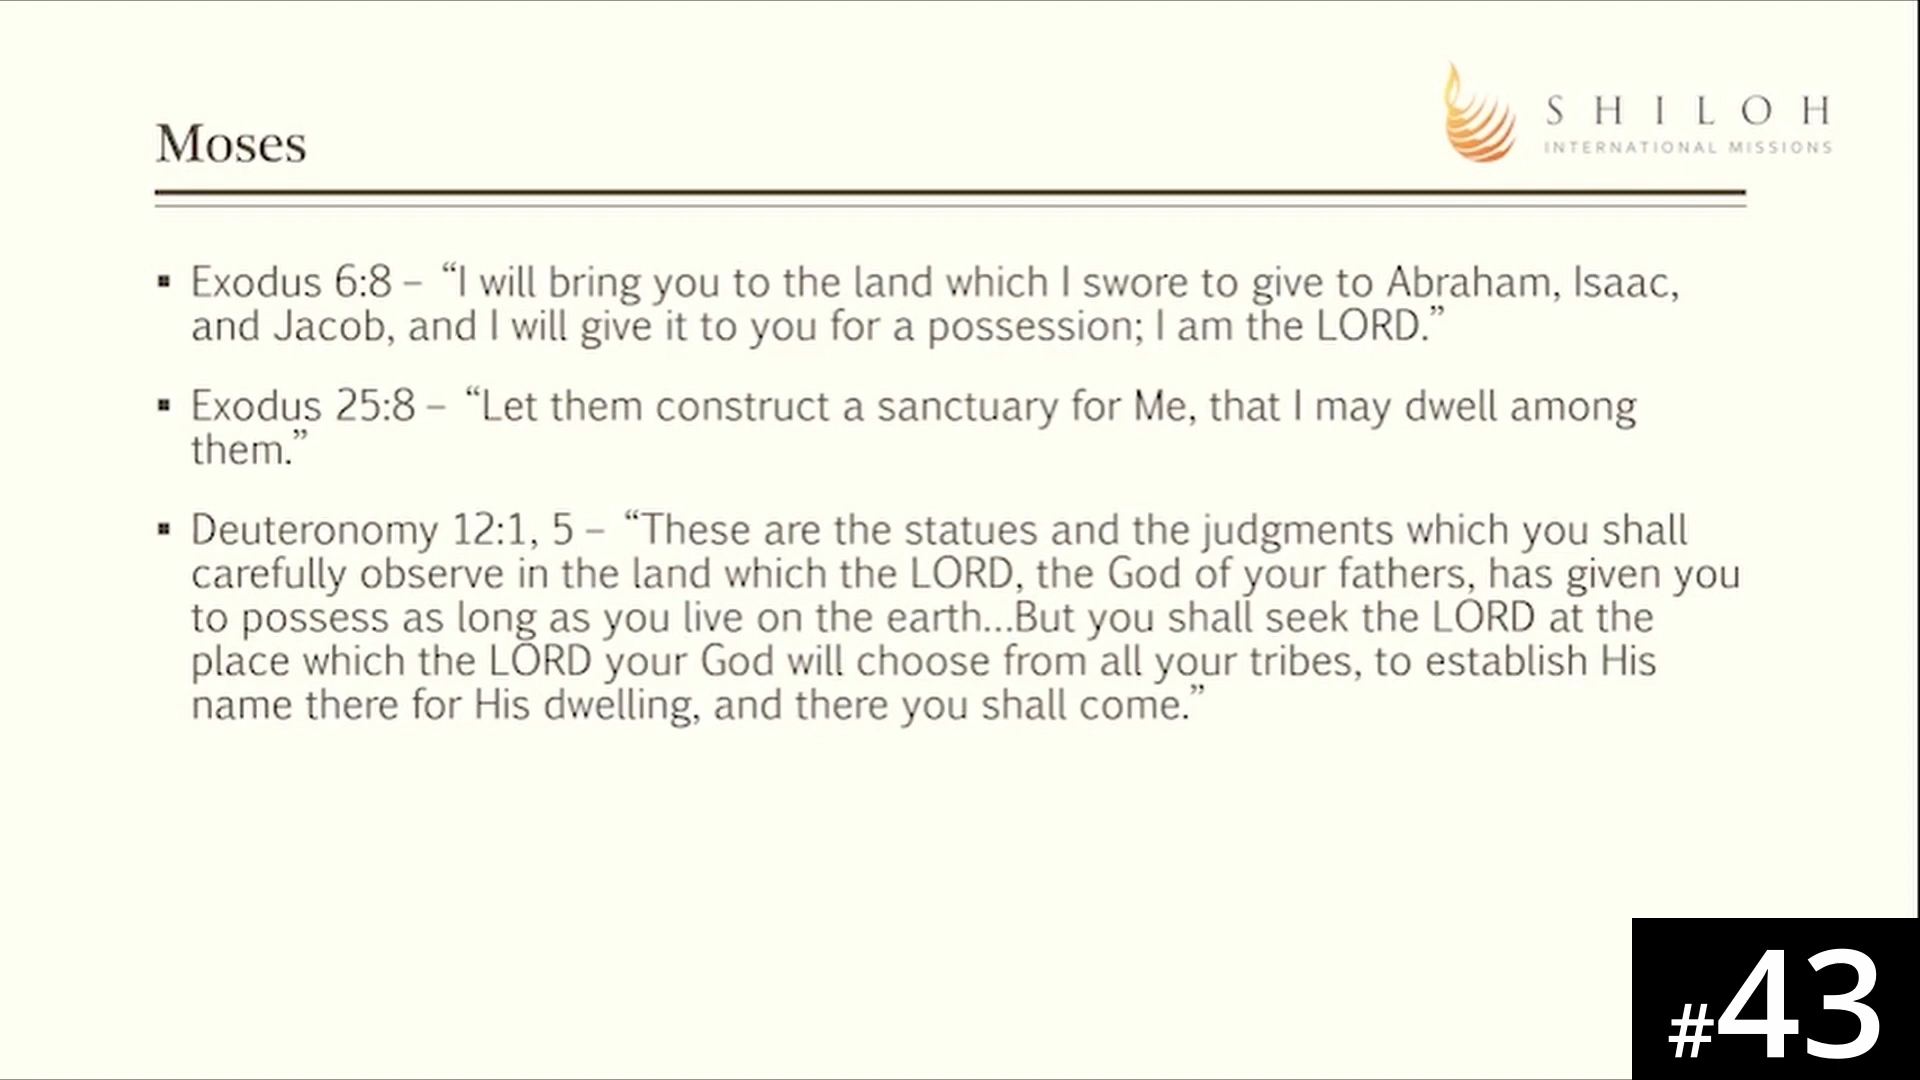 SHILOH
INTERNATIONAL MISSIONS
Moses
▪ Exodus 6:8 – “I will bring you to the land which I swore to give to Abraham, Isaac,
and Jacob, and I will give it to you for a possession; I am the LORD.”
▪ Exodus 25:8 – “Let them construct a sanctuary for Me, that I may dwell among
them.”
▪ Deuteronomy 12:1, 5 – “These are the statues and the judgments which you shall
carefully observe in the land which the LORD, the God of your fathers, has given you
to possess as long as you live on the earth...But you shall seek the LORD at the
place which the LORD your God will choose from all your tribes, to establish His
name there for His dwelling, and there you shall come.”
#43